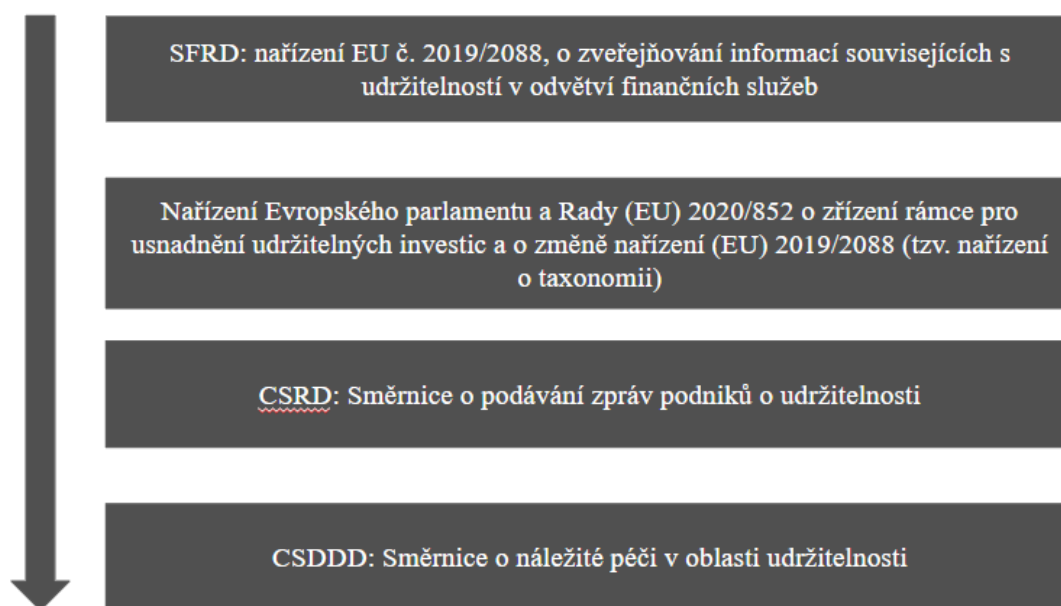 SFRD: nařízení EU č. 2019/2088, o zveřejňování informací souvisejících s
udržitelností v odvětví finančních služeb
Nařízení Evropského parlamentu a Rady (EU) 2020/852 o zřízení rámce pro
usnadnění udržitelných investic a o změně nařízení (EU) 2019/2088 (tzv. nařízení
o taxonomii)
CSRD: Směrnice o podávání zpráv podniků o udržitelnosti
CSDDD: Směrnice o náležité péči v oblasti udržitelnosti